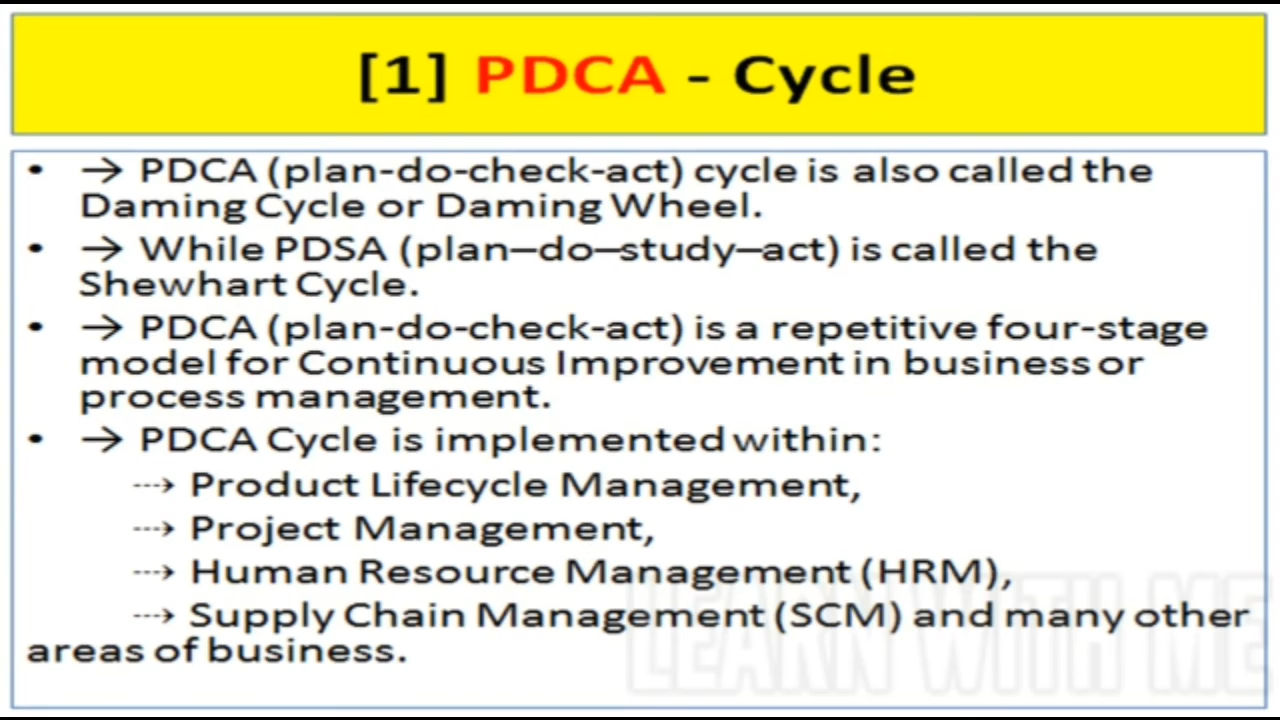 [1] PDCA - Cycle
• → PDCA (plan-do-check-act) cycle is also called the
Daming Cycle or Daming Wheel.
• → While PDSA (plan–do–study–act) is called the
Shewhart Cycle.
• → PDCA (plan-do-check-act) is a repetitive four-stage
model for Continuous Improvement in business or
process management.
• → PDCA Cycle is implemented within:
⤏ Product Lifecycle Management,
⤏ Project Management,
⤏ Human Resource Management (HRM),
⤏ Supply Chain Management (SCM) and many other
areas of business.
LEARN WITH ME